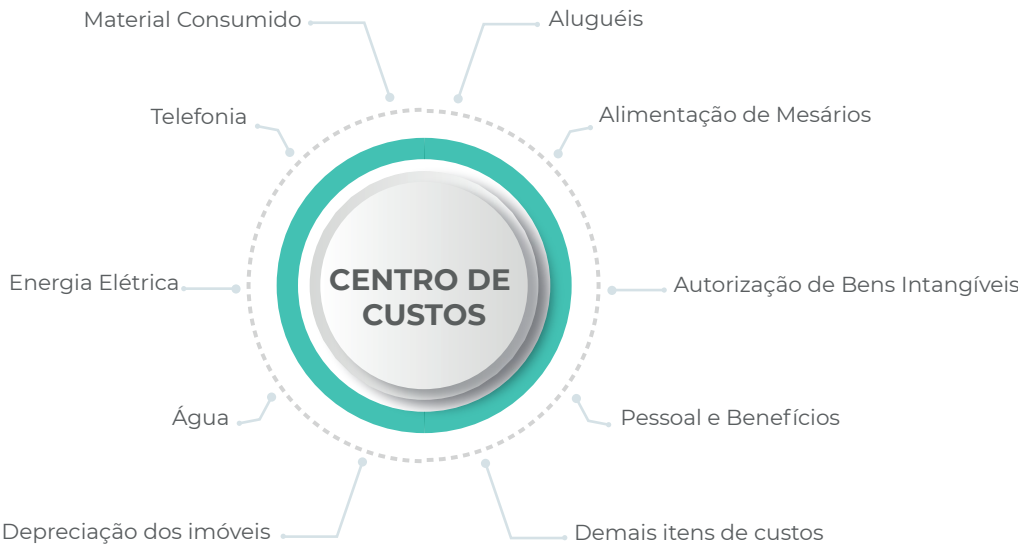 Material Consumido
Aluguéis
Telefonia
Alimentação de Mesários
Energia Elétrica
CENTRO DE
CUSTOS
Autorização de Bens Intangíveis
Água
Pessoal e Benefícios
Depreciação dos imóveis
Demais itens de custos